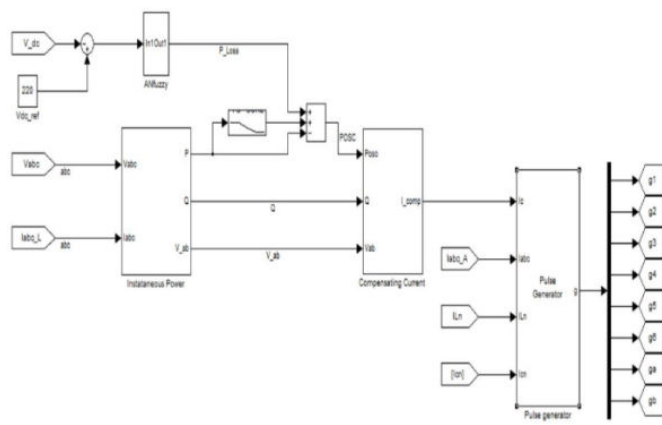 V_dc
In1Out1
ANfuzzy
P_Loss
220
Vdc_ref
Vabc
abc
Iabc_L
abc
Vabc
Iabc
P
Q
V_ab
Instataneous Power
Q
V_ab
POSC
Posc
Q
Vab
I_comp
Compensating Current
Iabc_A
ILn
[Icn]
Ic
Iabc
ILn
Icn
Pulse
Generator
g
Pulse generator
g1
g2
g3
g4
g5
g6
ga
gb